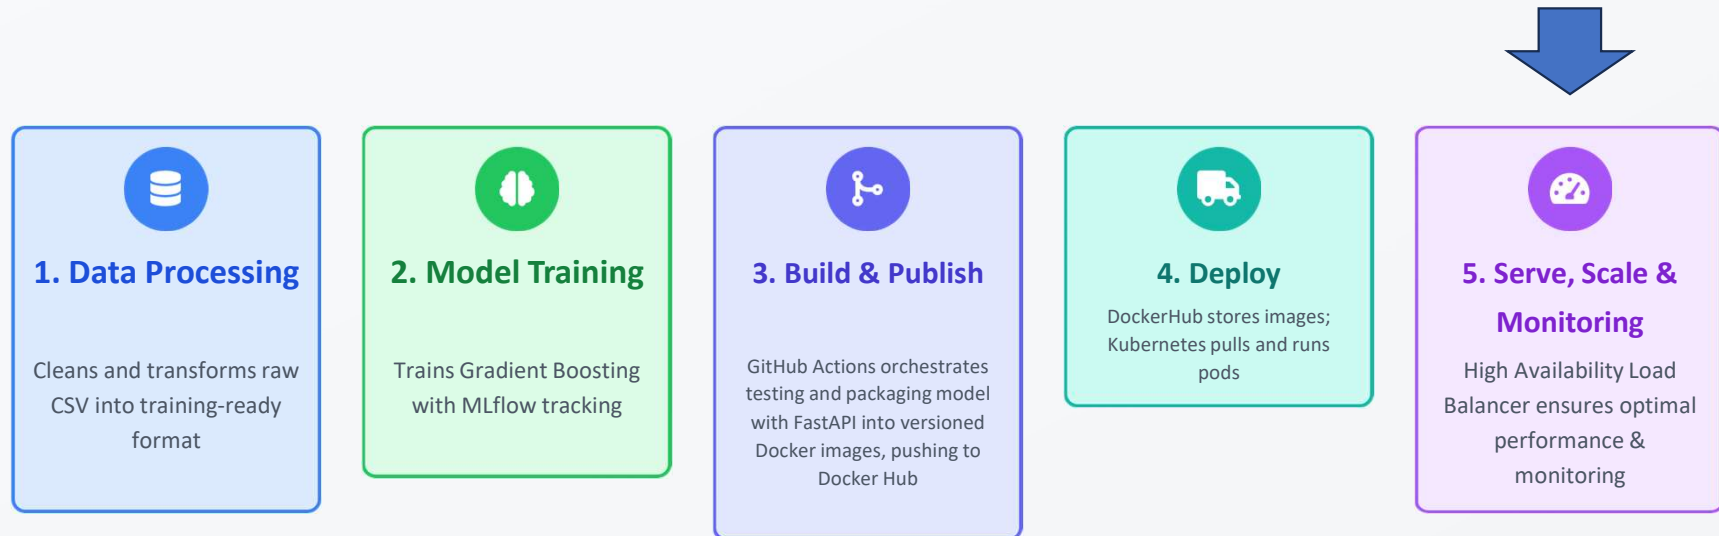 1. Data Processing
Cleans and transforms raw
CSV into training-ready
format
2. Model Training
Trains Gradient Boosting
with MLflow tracking
3. Build & Publish
GitHub Actions orchestrates
testing and packaging model
with FastAPI into versioned
Docker images, pushing to
Docker Hub
4. Deploy
DockerHub stores images;
Kubernetes pulls and runs
pods
5. Serve, Scale &
Monitoring
High Availability Load
Balancer ensures optimal
performance &
monitoring